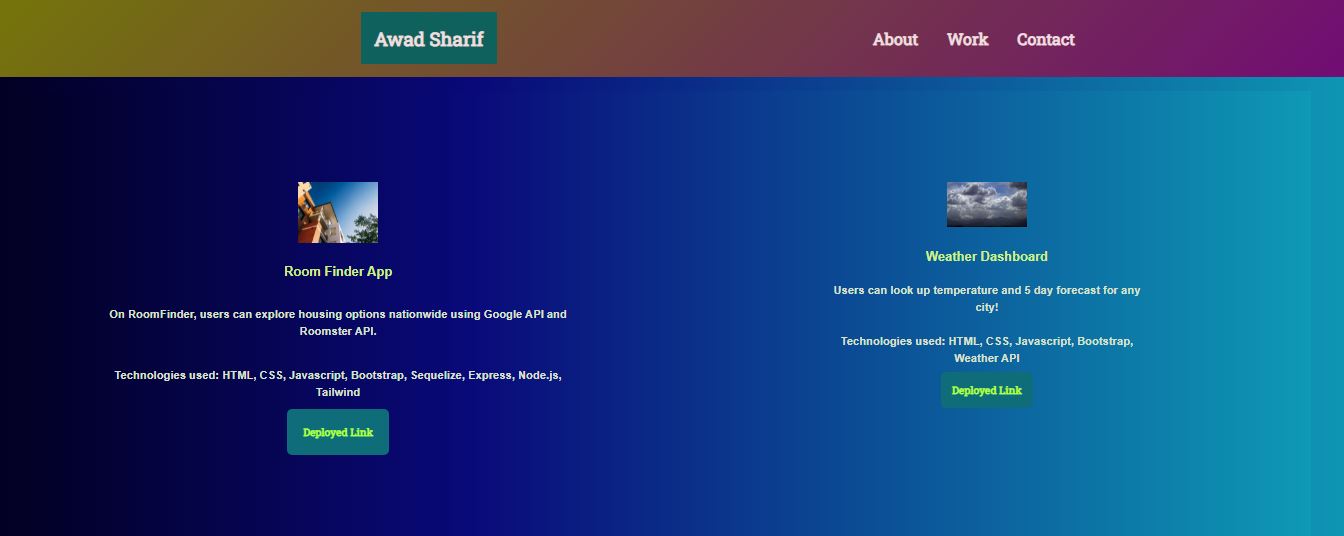 Awad Sharif
About
Work
Contact
Room Finder App
On RoomFinder, users can explore housing options nationwide using Google API and
Roomster API.
Technologies used: HTML, CSS, Javascript, Bootstrap, Sequelize, Express, Node.js,
Tailwind
Deployed Link
Weather Dashboard
Users can look up temperature and 5 day forecast for any
city!
Technologies used: HTML, CSS, Javascript, Bootstrap,
Weather API
Deployed Link